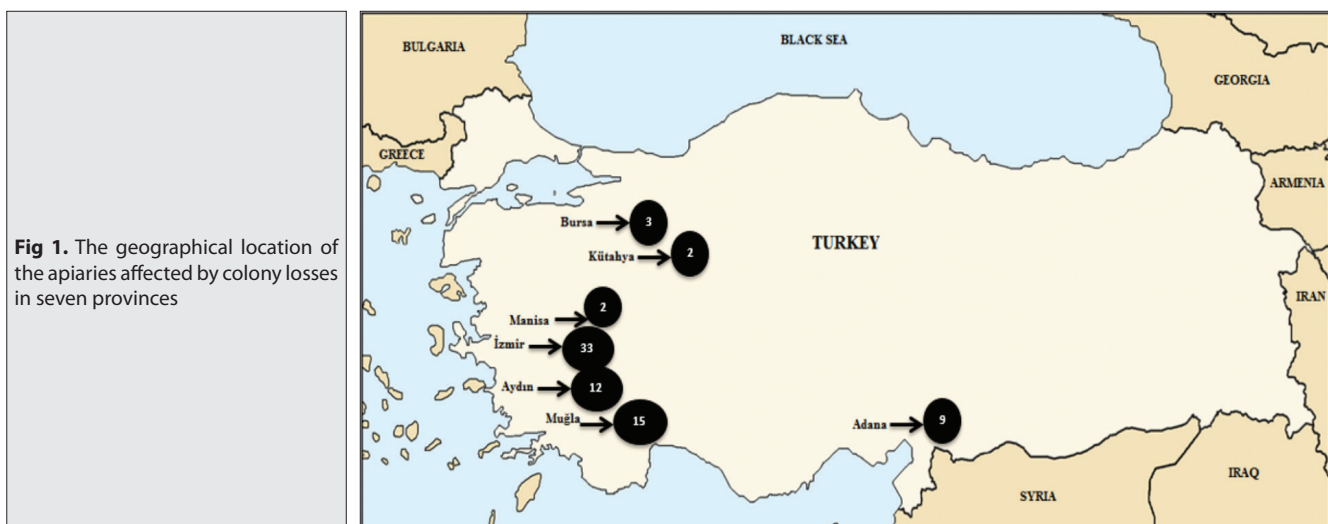 Fig 1. The geographical location of
the apiaries affected by colony losses
in seven provinces
BULGARIA
BLACK SEA
GEORGIA
GREECE
ARMENIA
Bursa
3
TURKEY
Kütahya
2
IRAN
Manisa
2
İzmir
33
Aydın
12
Muğla
15
Adana
9
IRAQ
SYRIA